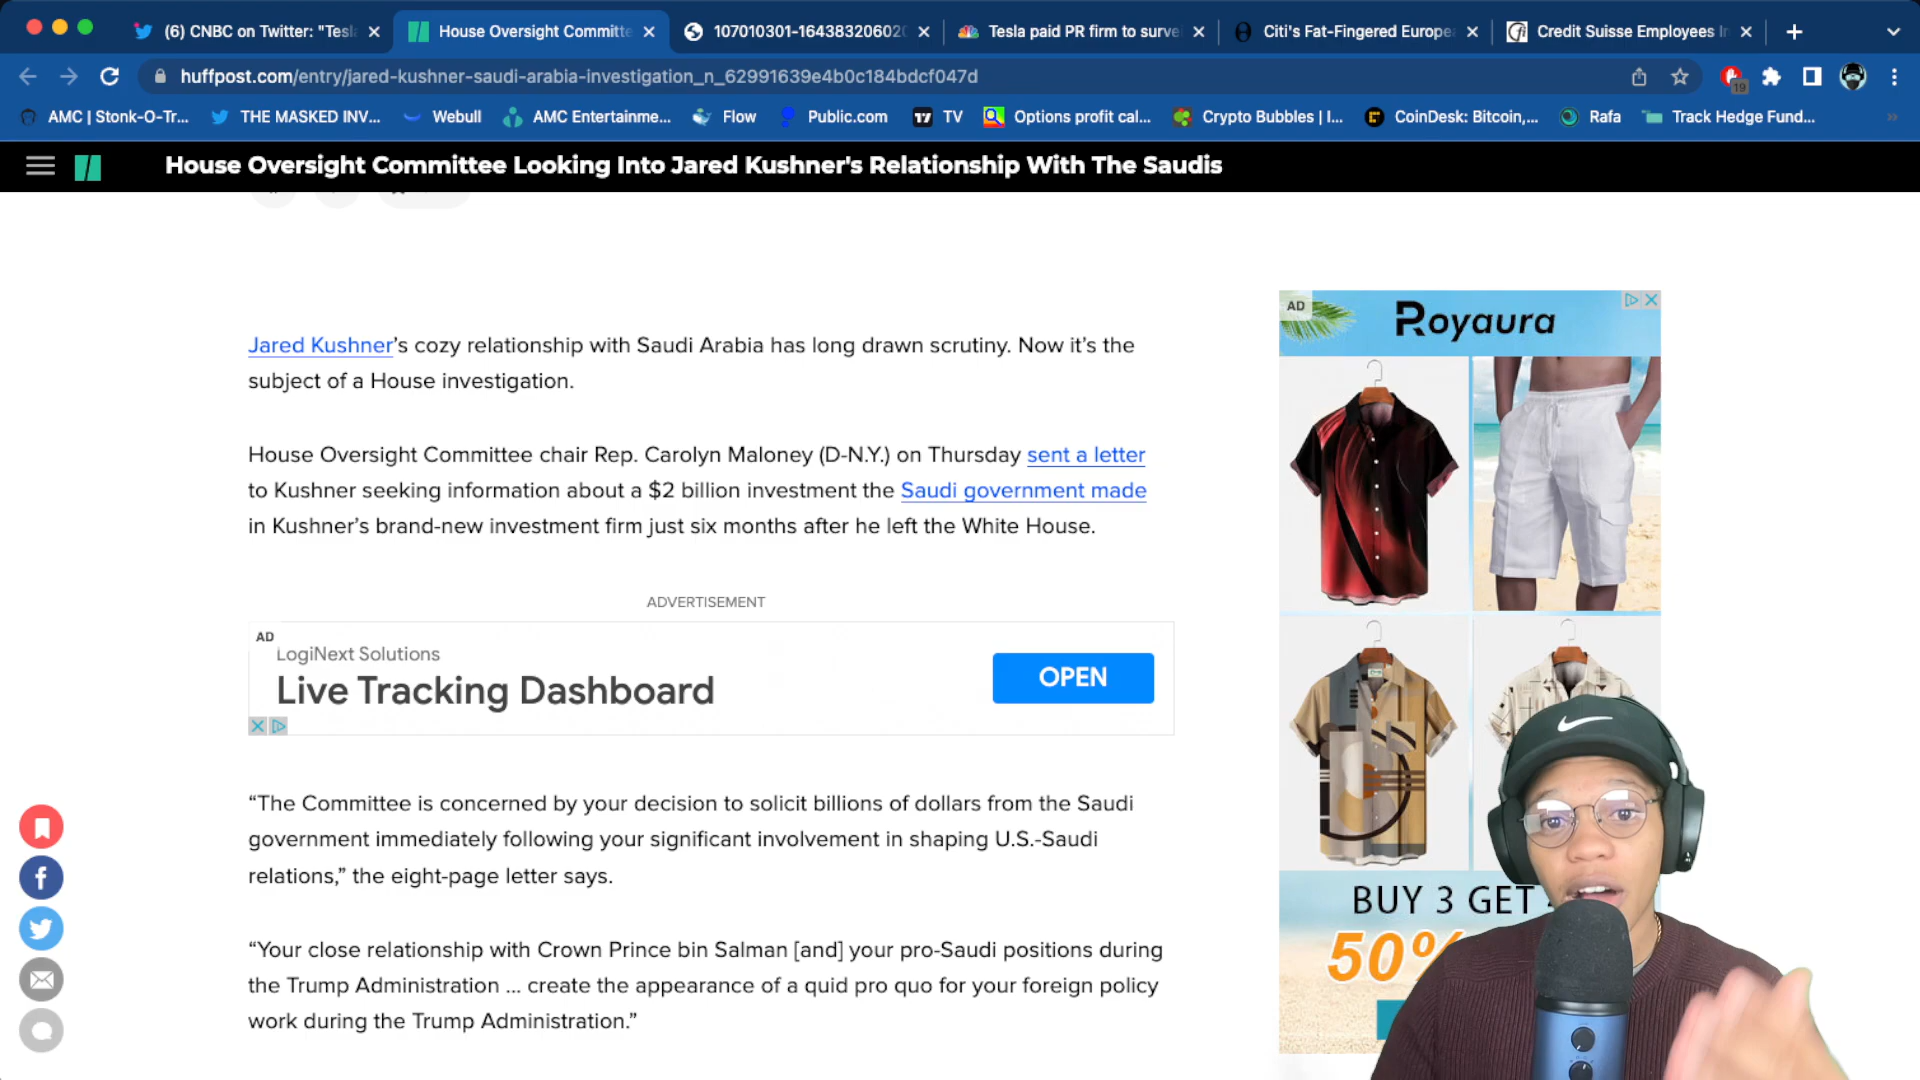 (6) CNBC on Twitter: "Tesl
House Oversight Committe
107010301-16438320602
Tesla paid PR firm to surve
Citi's Fat-Fingered Europe
Credit Suisse Employees I
huffpost.com/entry/jared-kushner-saudi-arabia-investigation_n_62991639e4b0c184bdcf047d
19
AMC | Stonk-O-Tr...
THE MASKED INV...
Webull
AMC Entertainme...
Flow
Public.com
TV
Options profit cal...
Crypto Bubbles | I...
CoinDesk: Bitcoin,...
Rafa
Track Hedge Fund...
House Oversight Committee Looking Into Jared Kushner's Relationship With The Saudis
Jared Kushner’s cozy relationship with Saudi Arabia has long drawn scrutiny. Now it’s the
subject of a House investigation.
House Oversight Committee chair Rep. Carolyn Maloney (D-N.Y.) on Thursday sent a letter
to Kushner seeking information about a $2 billion investment the Saudi government made
in Kushner’s brand-new investment firm just six months after he left the White House.
ADVERTISEMENT
AD
LogiNext Solutions
Live Tracking Dashboard
OPEN
“The Committee is concerned by your decision to solicit billions of dollars from the Saudi
government immediately following your significant involvement in shaping U.S.-Saudi
relations,” the eight-page letter says.
“Your close relationship with Crown Prince bin Salman [and] your pro-Saudi positions during
the Trump Administration ... create the appearance of a quid pro quo for your foreign policy
work during the Trump Administration.”
AD
Royaura
BUY 3 GET
50%